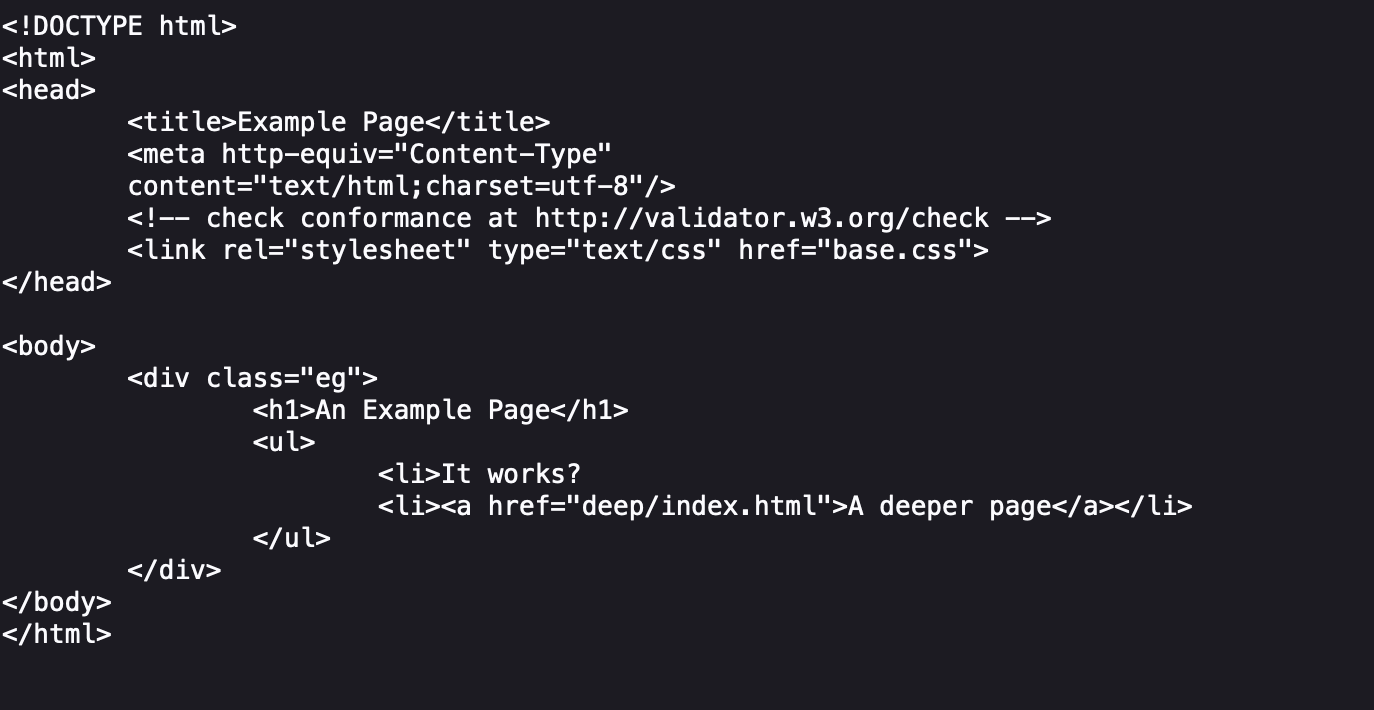 <!DOCTYPE html>
<html>
<head>
        <title>Example Page</title>
        <meta http-equiv="Content-Type"
        content="text/html;charset=utf-8"/>
        <!-- check conformance at http://validator.w3.org/check -->
        <link rel="stylesheet" type="text/css" href="base.css">
</head>

<body>
        <div class="eg">
                <h1>An Example Page</h1>
                <ul>
                        <li>It works?
                        <li><a href="deep/index.html">A deeper page</a></li>
                </ul>
        </div>
</body>
</html>